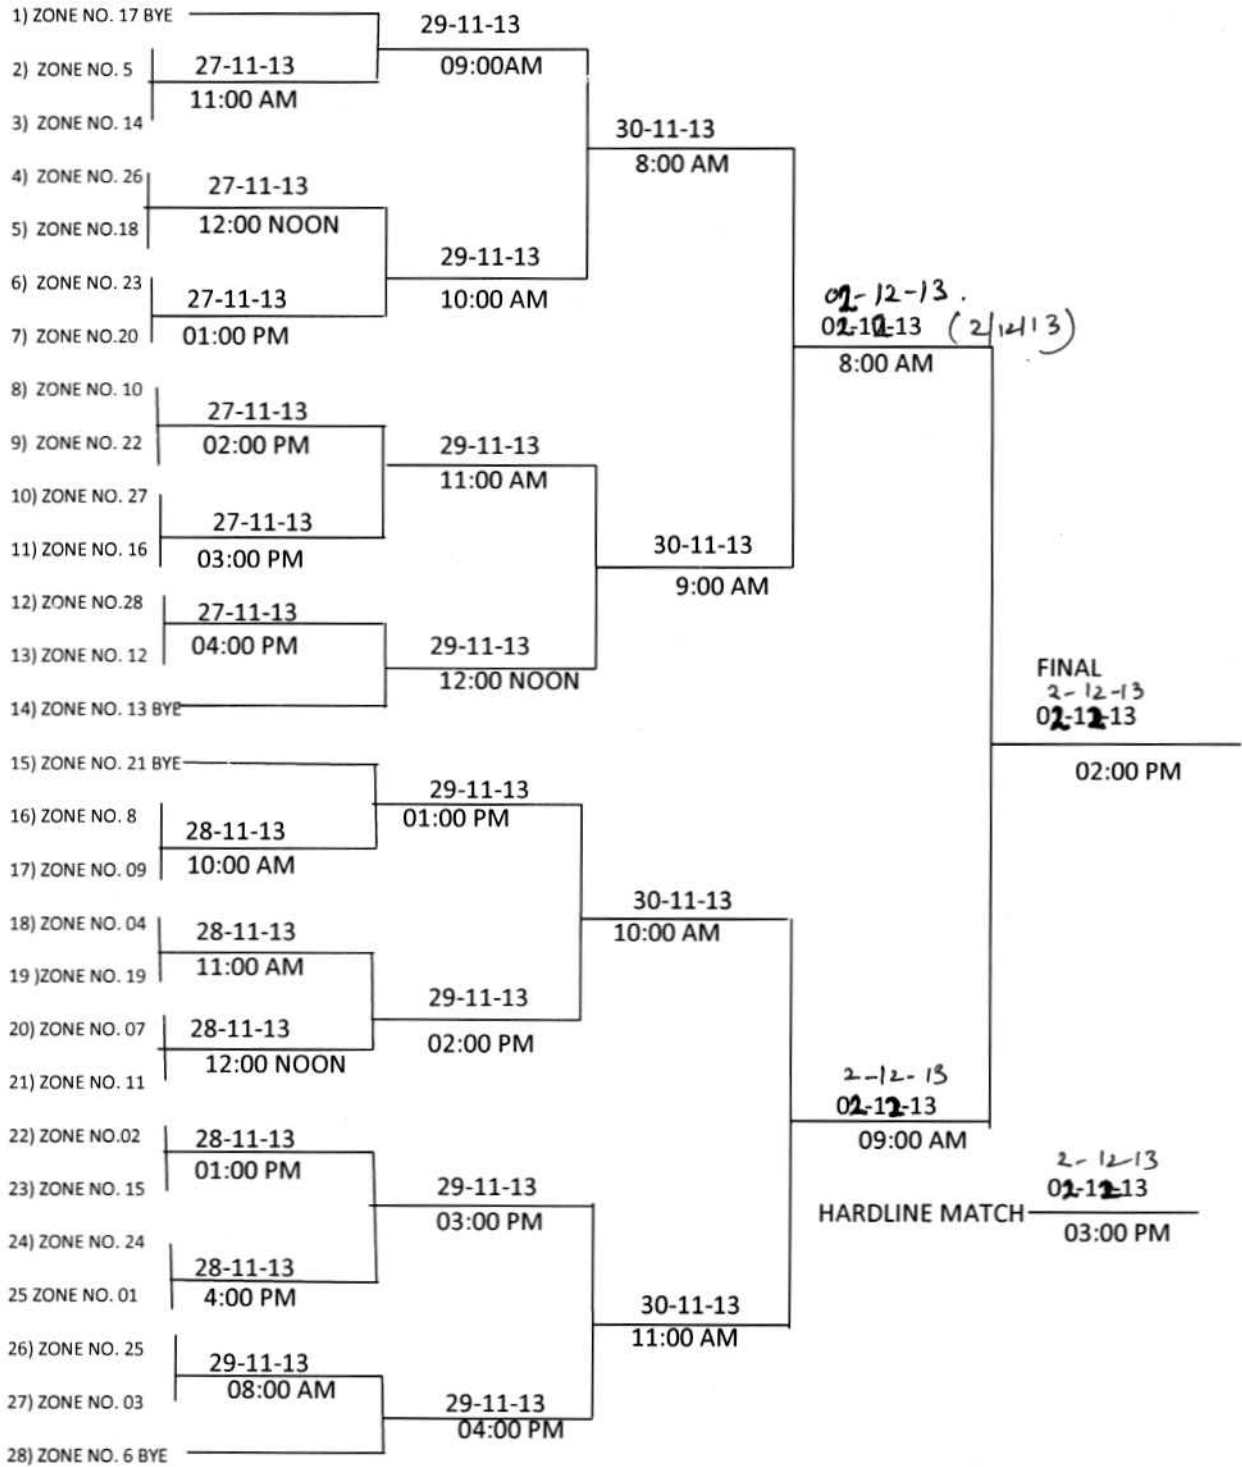 1) ZONE NO. 17 BYE
2) ZONE NO. 5
3) ZONE NO. 14
4) ZONE NO. 26
5) ZONE NO.18
6) ZONE NO. 23
7) ZONE NO.20
8) ZONE NO. 10
9) ZONE NO. 22
10) ZONE NO. 27
11) ZONE NO. 16
12) ZONE NO.28
13) ZONE NO. 12
14) ZONE NO. 13 BYE
15) ZONE NO. 21 BYE
16) ZONE NO. 8
17) ZONE NO. 09
18) ZONE NO. 04
19 )ZONE NO. 19
20) ZONE NO. 07
21) ZONE NO. 11
22) ZONE NO.02
23) ZONE NO. 15
24) ZONE NO. 24
25 ZONE NO. 01
26) ZONE NO. 25
27) ZONE NO. 03
28) ZONE NO. 6 BYE
27-11-13
11:00 AM
27-11-13
12:00 NOON
27-11-13
01:00 PM
27-11-13
02:00 PM
27-11-13
03:00 PM
27-11-13
04:00 PM
28-11-13
10:00 AM
28-11-13
11:00 AM
28-11-13
12:00 NOON
28-11-13
01:00 PM
28-11-13
4:00 PM
29-11-13
08:00 AM
29-11-13
09:00AM
29-11-13
10:00 AM
29-11-13
11:00 AM
29-11-13
12:00 NOON
29-11-13
01:00 PM
29-11-13
02:00 PM
29-11-13
03:00 PM
29-11-13
04:00 PM
30-11-13
8:00 AM
30-11-13
9:00 AM
30-11-13
10:00 AM
30-11-13
11:00 AM
02-12-13.
02-12-13 (2/12/13)
8:00 AM
2-12-13
02-12-13
09:00 AM
FINAL
2-12-13
02-12-13
02:00 PM
2-12-13
02-12-13
HARDLINE MATCH
03:00 PM